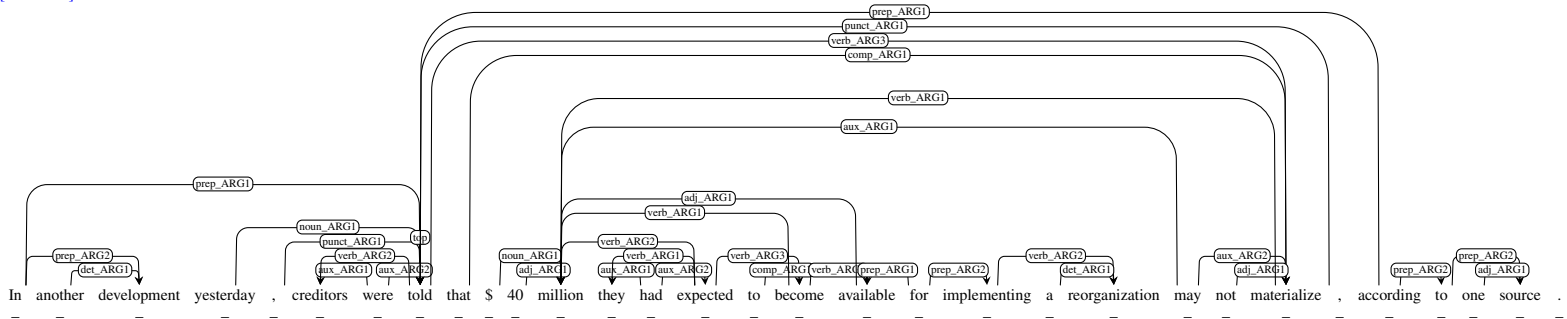 prep_ARG1
punct_ARG1
verb_ARG3
comp_ARG1
verb_ARG1
aux_ARG1
prep_ARG1
adj_ARG1
verb_ARG1
noun_ARG1
top
punct_ARG1 verb_ARG2
prep_ARG2 verb_ARG2 noun_ARG1 verb_ARG1 verb_ARG3 verb_ARG2 aux_ARG2 prep_ARG2
det_ARG1 aux_ARG1 aux_ARG2 adj_ARG1 aux_ARG1 aux_ARG2 comp_ARG1 verb_ARG prep_ARG1 prep_ARG2 det_ARG1 adj_ARG1 prep_ARG2 adj_ARG1
In another development yesterday , creditors were told that $ 40 million they had expected to become available for implementing a reorganization may not materialize , according to one source .